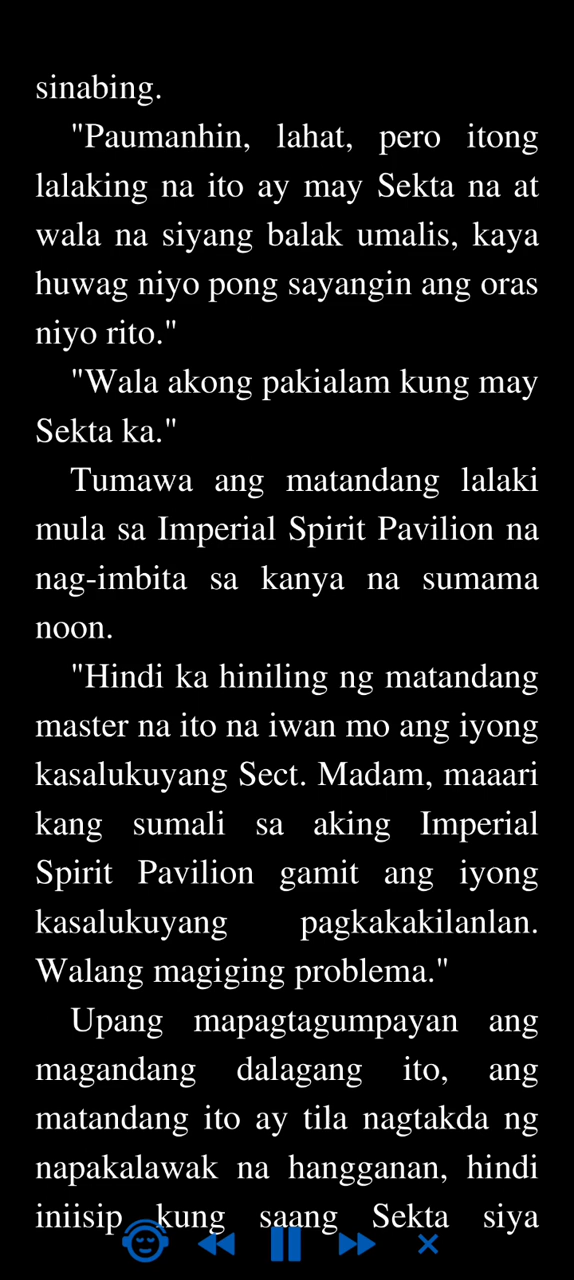 sinabing.
"Paumanhin, lahat, pero itong
lalaking na ito ay may Sekta na at
wala na siyang balak umalis, kaya
huwag niyo pong sayangin ang oras
niyo rito."
"Wala akong pakialam kung may
Sekta ka."
Tumawa ang matandang lalaki
mula sa Imperial Spirit Pavilion na
nag-imbita sa kanya na sumama
noon.
"Hindi ka hiniling ng matandang
master na ito na iwan mo ang iyong
kasalukuyang Sect. Madam, maaari
kang sumali sa aking Imperial
Spirit Pavilion gamit ang iyong
kasalukuyang pagkakakilanlan.
Walang magiging problema."
Upang mapagtagumpayan ang
magandang dalagang ito, ang
matandang ito ay tila nagtakda ng
napakalawak na hangganan, hindi
iniisip kung saang Sekta siya